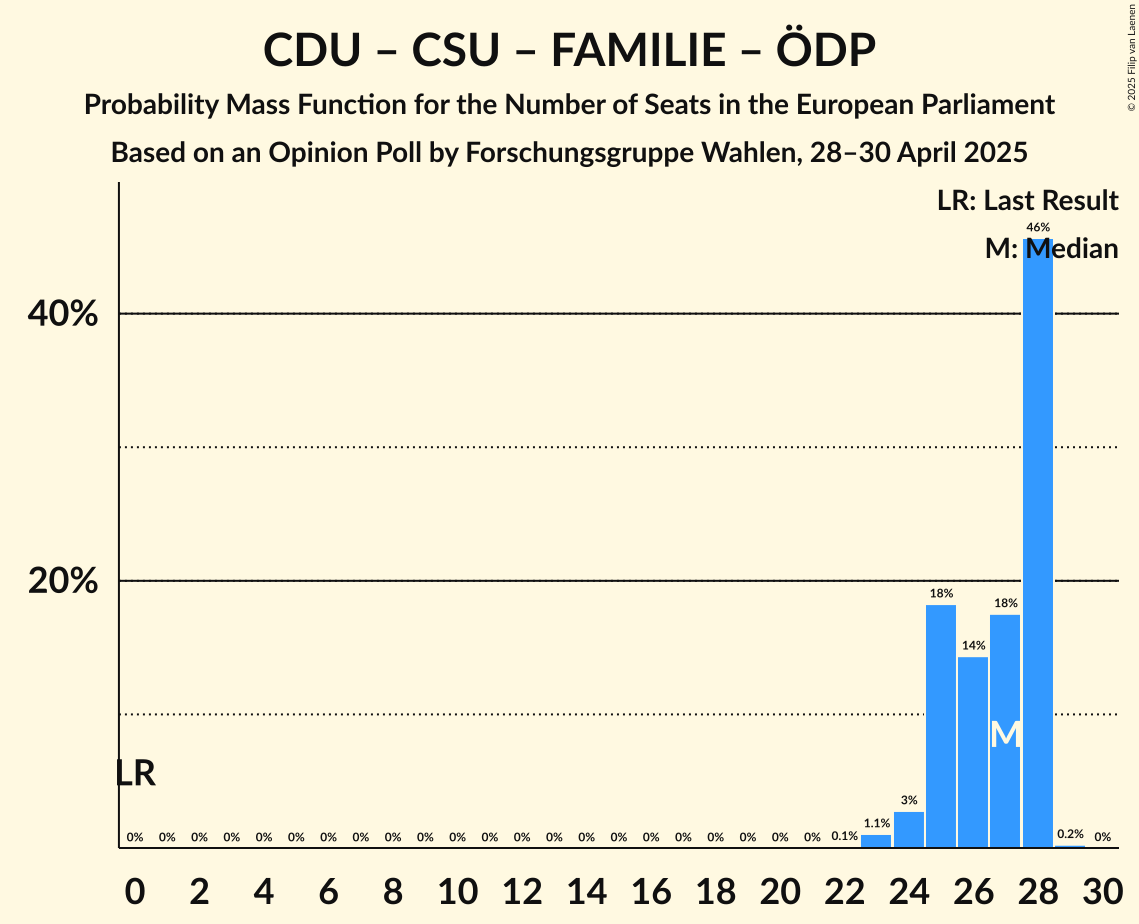 CDU – CSU – FAMILIE – ÖDP
Probability Mass Function for the Number of Seats in the European Parliament
Based on an Opinion Poll by Forschungsgruppe Wahlen, 28–30 April 2025
© 2025 Filip van Laenen
LR: Last Result
M: Median
46%
40%
20%
18%
18%
14%
M
LR
3%
1.1%
0% 0% 0% 0% 0% 0% 0% 0% 0% 0% 0% 0% 0% 0% 0% 0% 0% 0% 0% 0% 0% 0% 0.1% 0.2% 0%
0 2 4 6 8 10 12 14 16 18 20 22 24 26 28 30